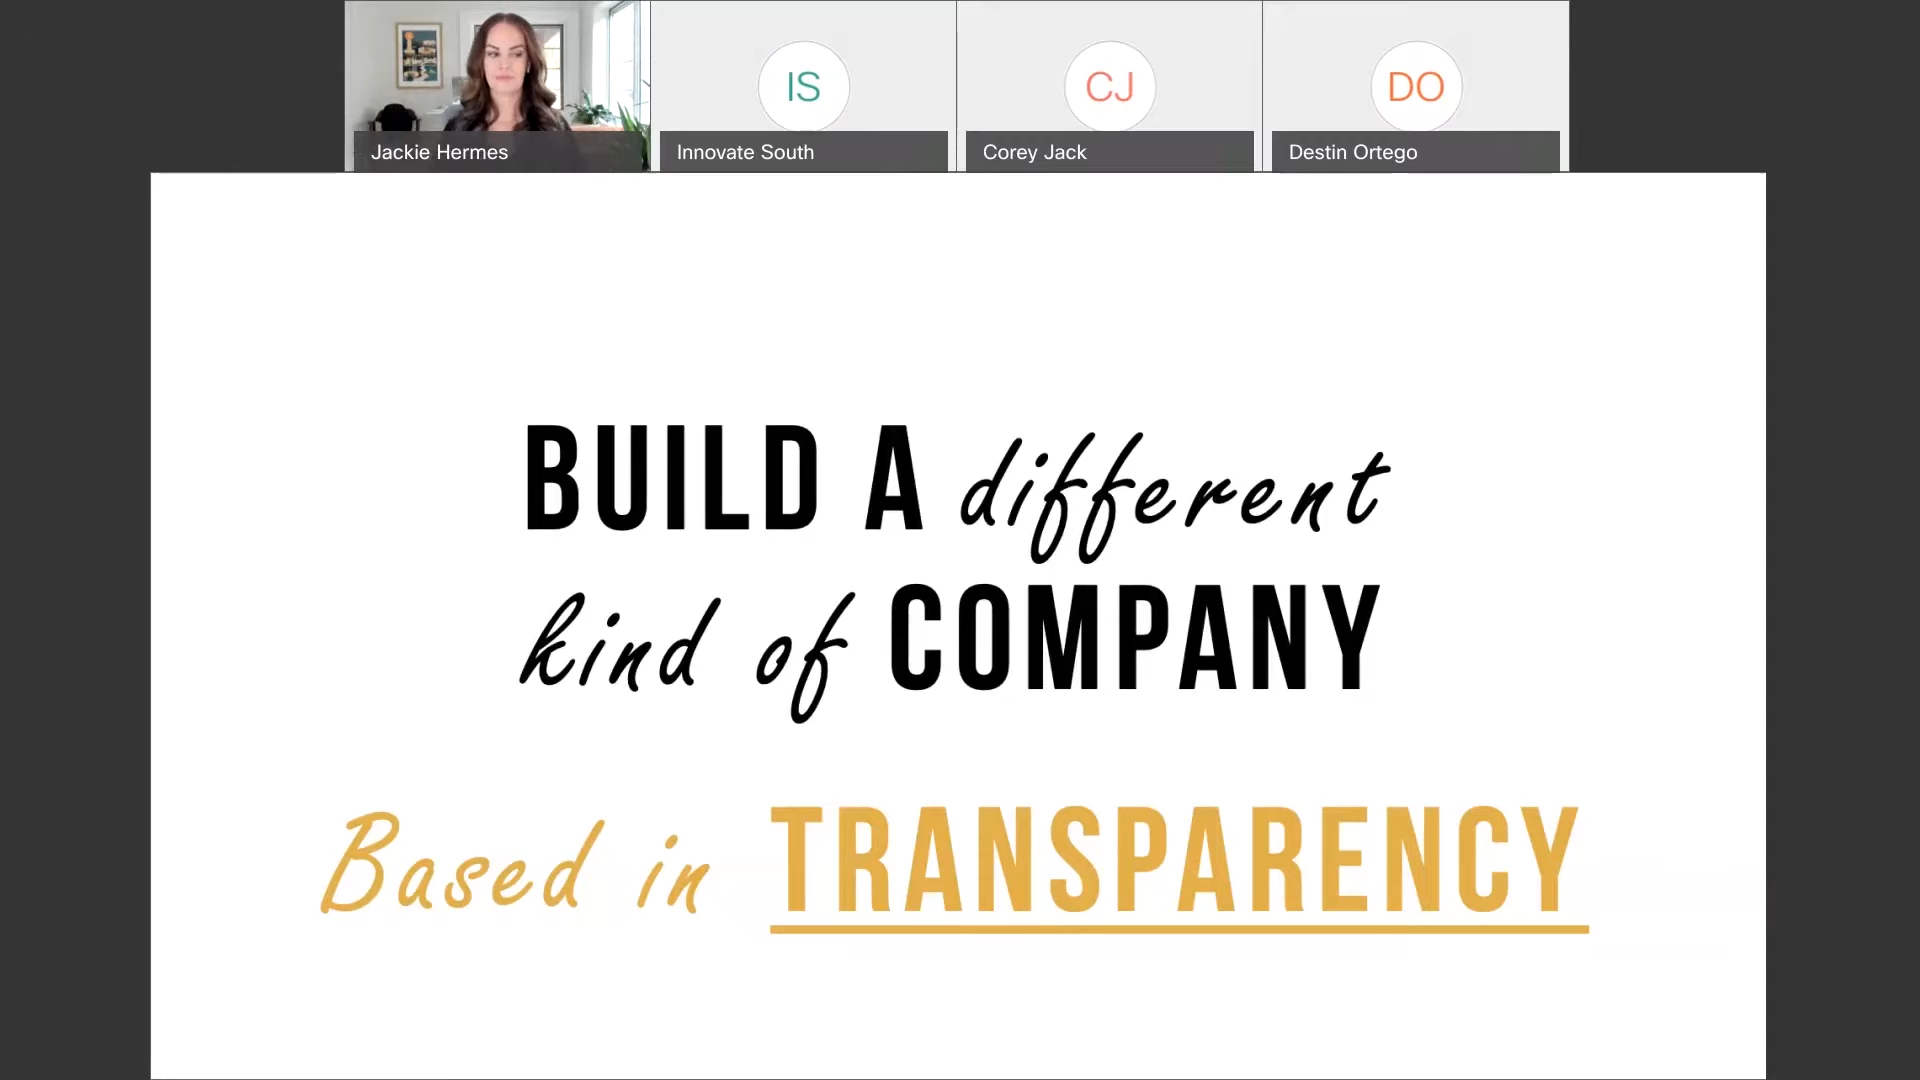 IS
CJ
DO
Jackie Hermes
Innovate South
Corey Jack
Destin Ortego
BUILD A different
kind of COMPANY
Based in TRANSPARENCY